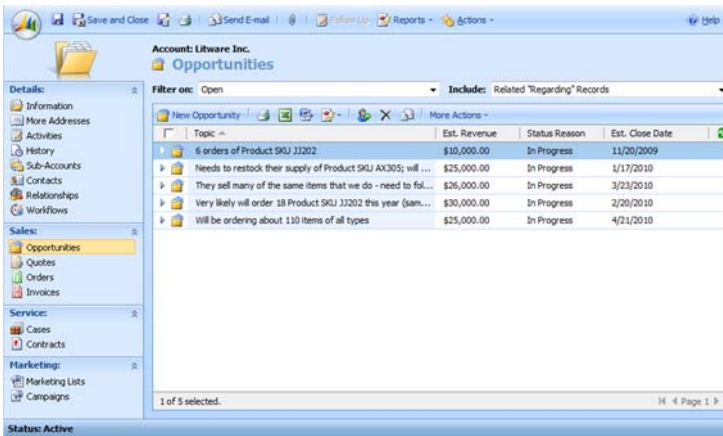 Save and Close Send E-mail Follow Up Reports Actions Help
Account: Litware Inc.
Opportunities
Details:
Filter on: Open Include: Related "Regarding" Records
Information
More Addresses
Activities
History
Sub-Accounts
Contacts
Relationships
Workflows
Sales:
Opportunities
Quotes
Orders
Invoices
Service:
Cases
Contracts
Marketing:
Marketing Lists
Campaigns
New Opportunity More Actions
Topic Est. Revenue Status Reason Est. Close Date
6 orders of Product SKU JJ202 $10,000.00 In Progress 11/20/2009
Needs to restock their supply of Product SKU AX305; will ... $25,000.00 In Progress 1/17/2010
They sell many of the same items that we do - need to fol... $26,000.00 In Progress 3/23/2010
Very likely will order 18 Product SKU JJ202 this year (sam... $30,000.00 In Progress 2/20/2010
Will be ordering about 110 items of all types $25,000.00 In Progress 4/21/2010
1 of 5 selected. Page 1
Status: Active